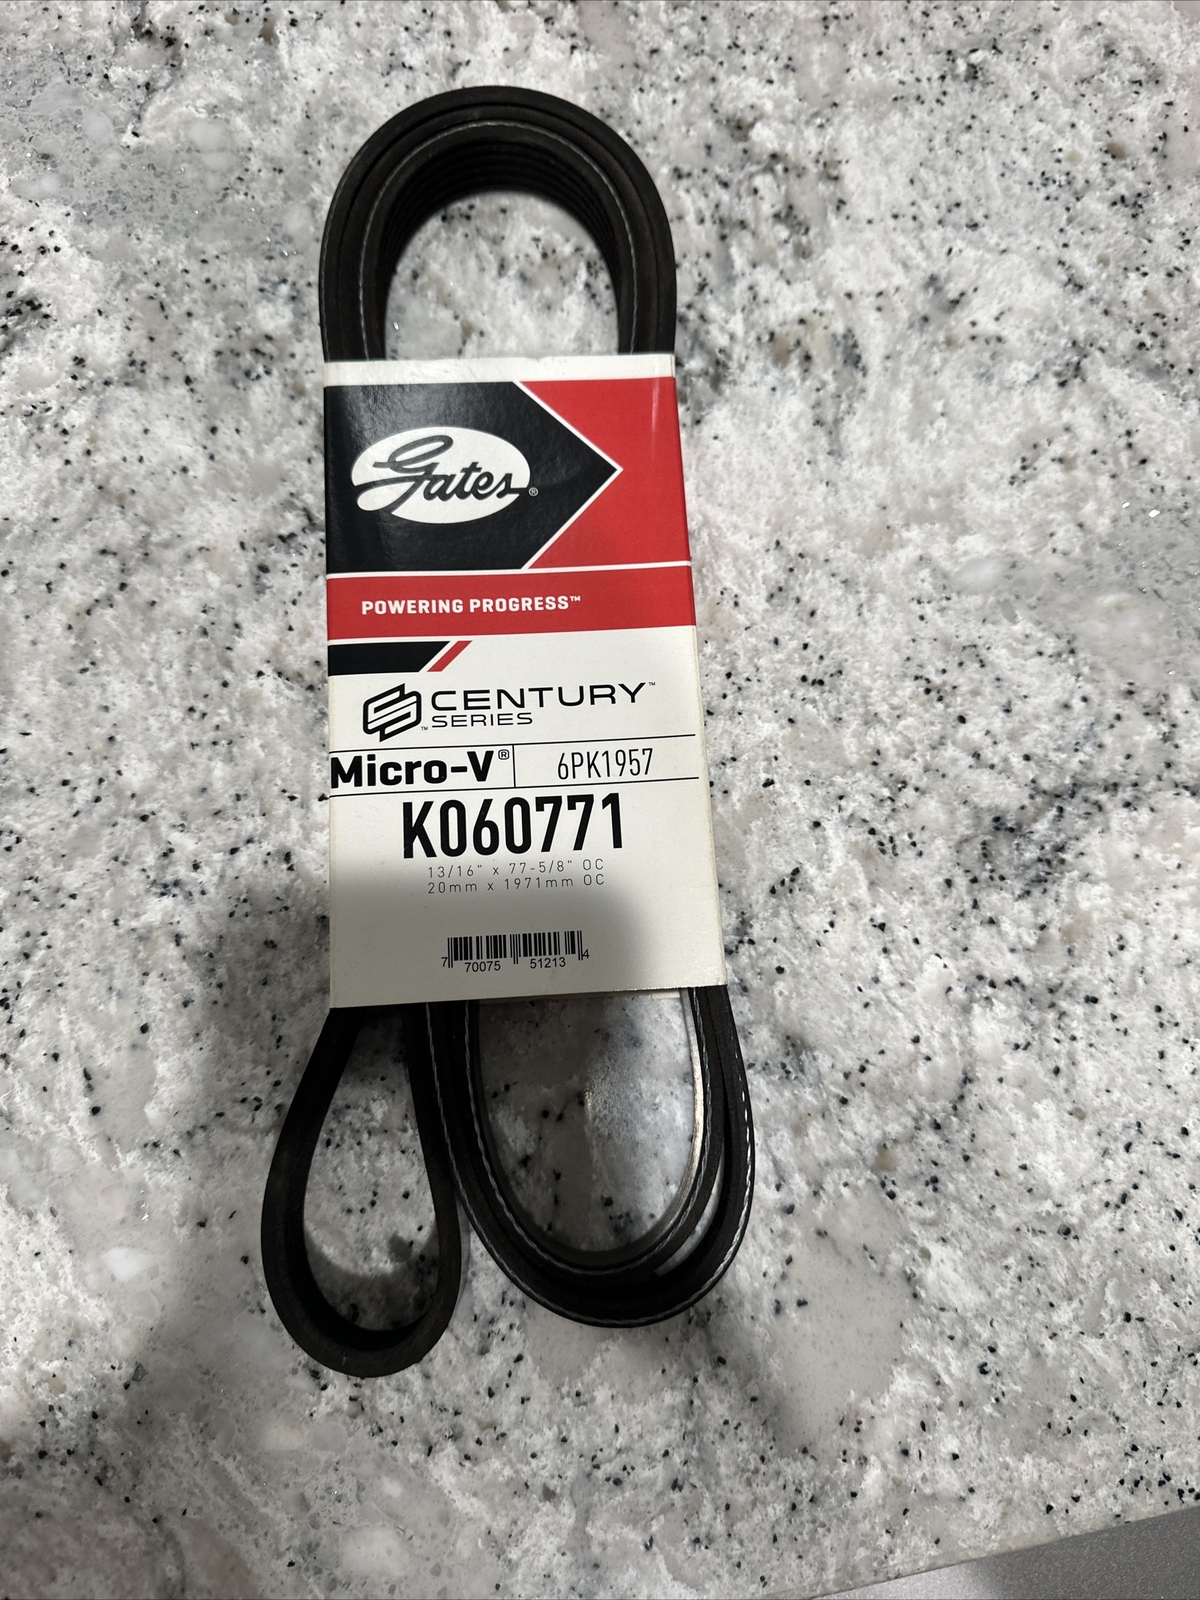 Gates®
POWERING PROGRESS™
CENTURY™
SERIES
™
Micro-V® 6PK1957
K060771
13/16" x 77-5/8" OC
20mm x 1971mm OC
7 70075 51213 4